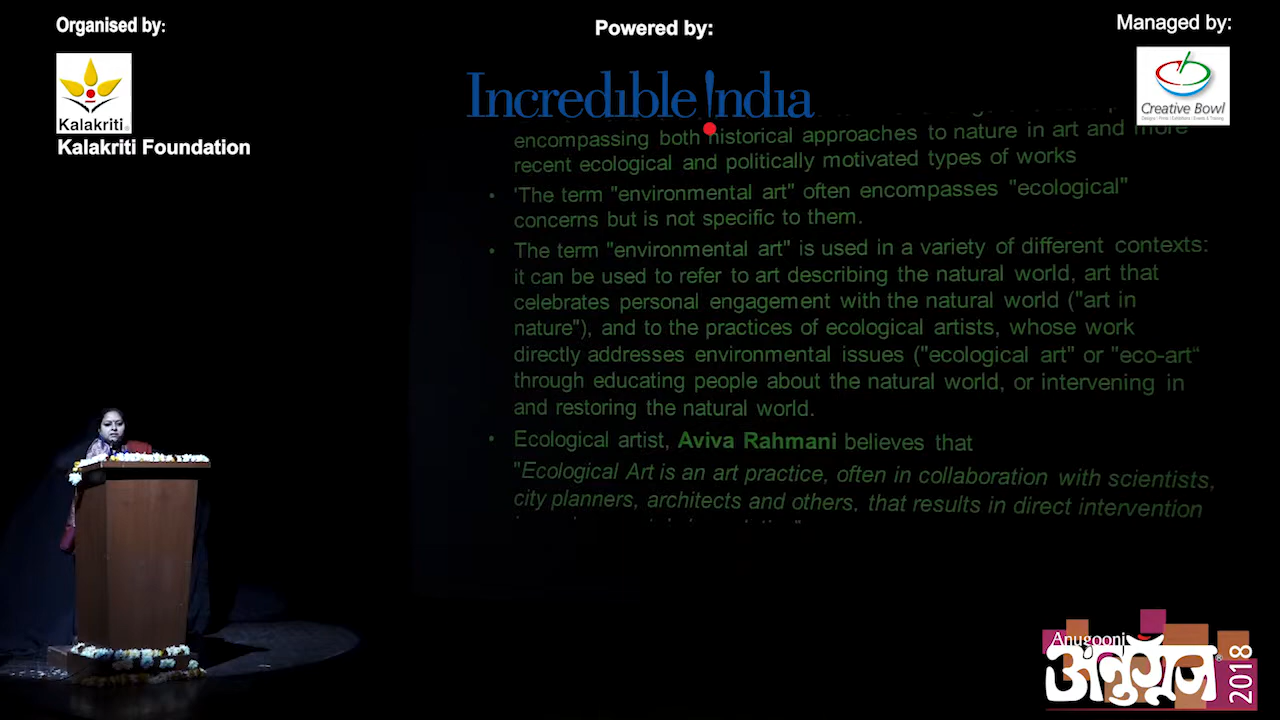 Organised by:
Powered by:
Managed by:
Kalakriti
Kalakriti Foundation
Incredible !ndia
Creative Bowl
encompassing both historical approaches to nature in art and more
recent ecological and politically motivated types of works
• 'The term "environmental art" often encompasses "ecological"
concerns but is not specific to them.
• The term "environmental art" is used in a variety of different contexts:
it can be used to refer to art describing the natural world, art that
celebrates personal engagement with the natural world ("art in
nature"), and to the practices of ecological artists, whose work
directly addresses environmental issues ("ecological art" or "eco-art“
through educating people about the natural world, or intervening in
and restoring the natural world.
• Ecological artist, Aviva Rahmani believes that
"Ecological Art is an art practice, often in collaboration with scientists,
city planners, architects and others, that results in direct intervention
Anugoonj
अनुगूँज
2018